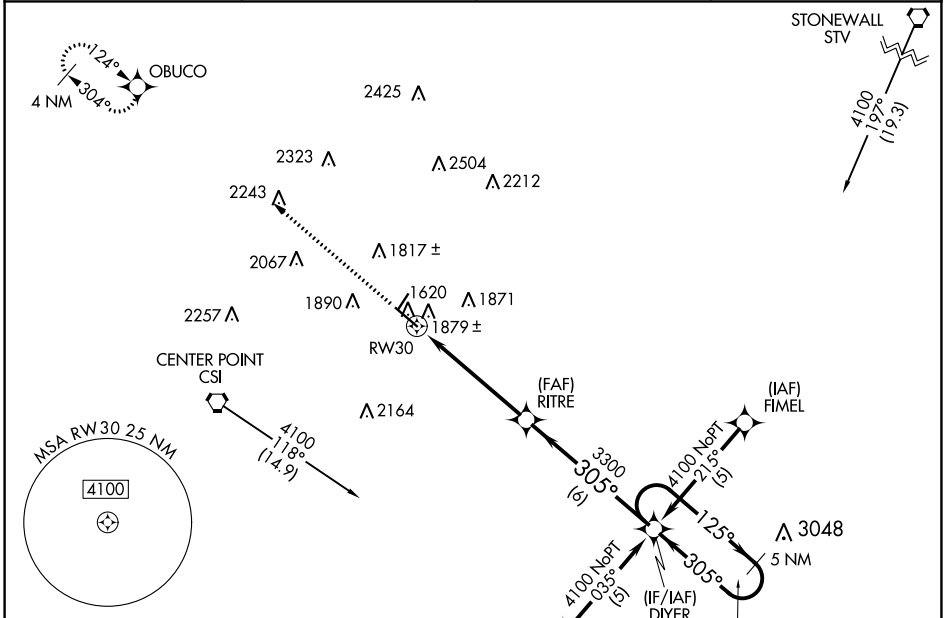 STONEWALL
STV
4100
197°
(19.3)
124°
304°
4 NM
OBUCO
2425
2323
2504
2212
2243
2067
1817 ±
1890
1620
1871
1879 ±
2257
RW30
CENTER POINT
CSI
2164
4100
118°
(14.9)
(FAF)
RITRE
(IAF)
FIMEL
MSA RW30 25 NM
4100
3300
305°
(6)
4100 NoPT
215°
(5)
125°
305°
3048
5 NM
4100 NoPT
035°
(5)
(IF/IAF)
DIYER